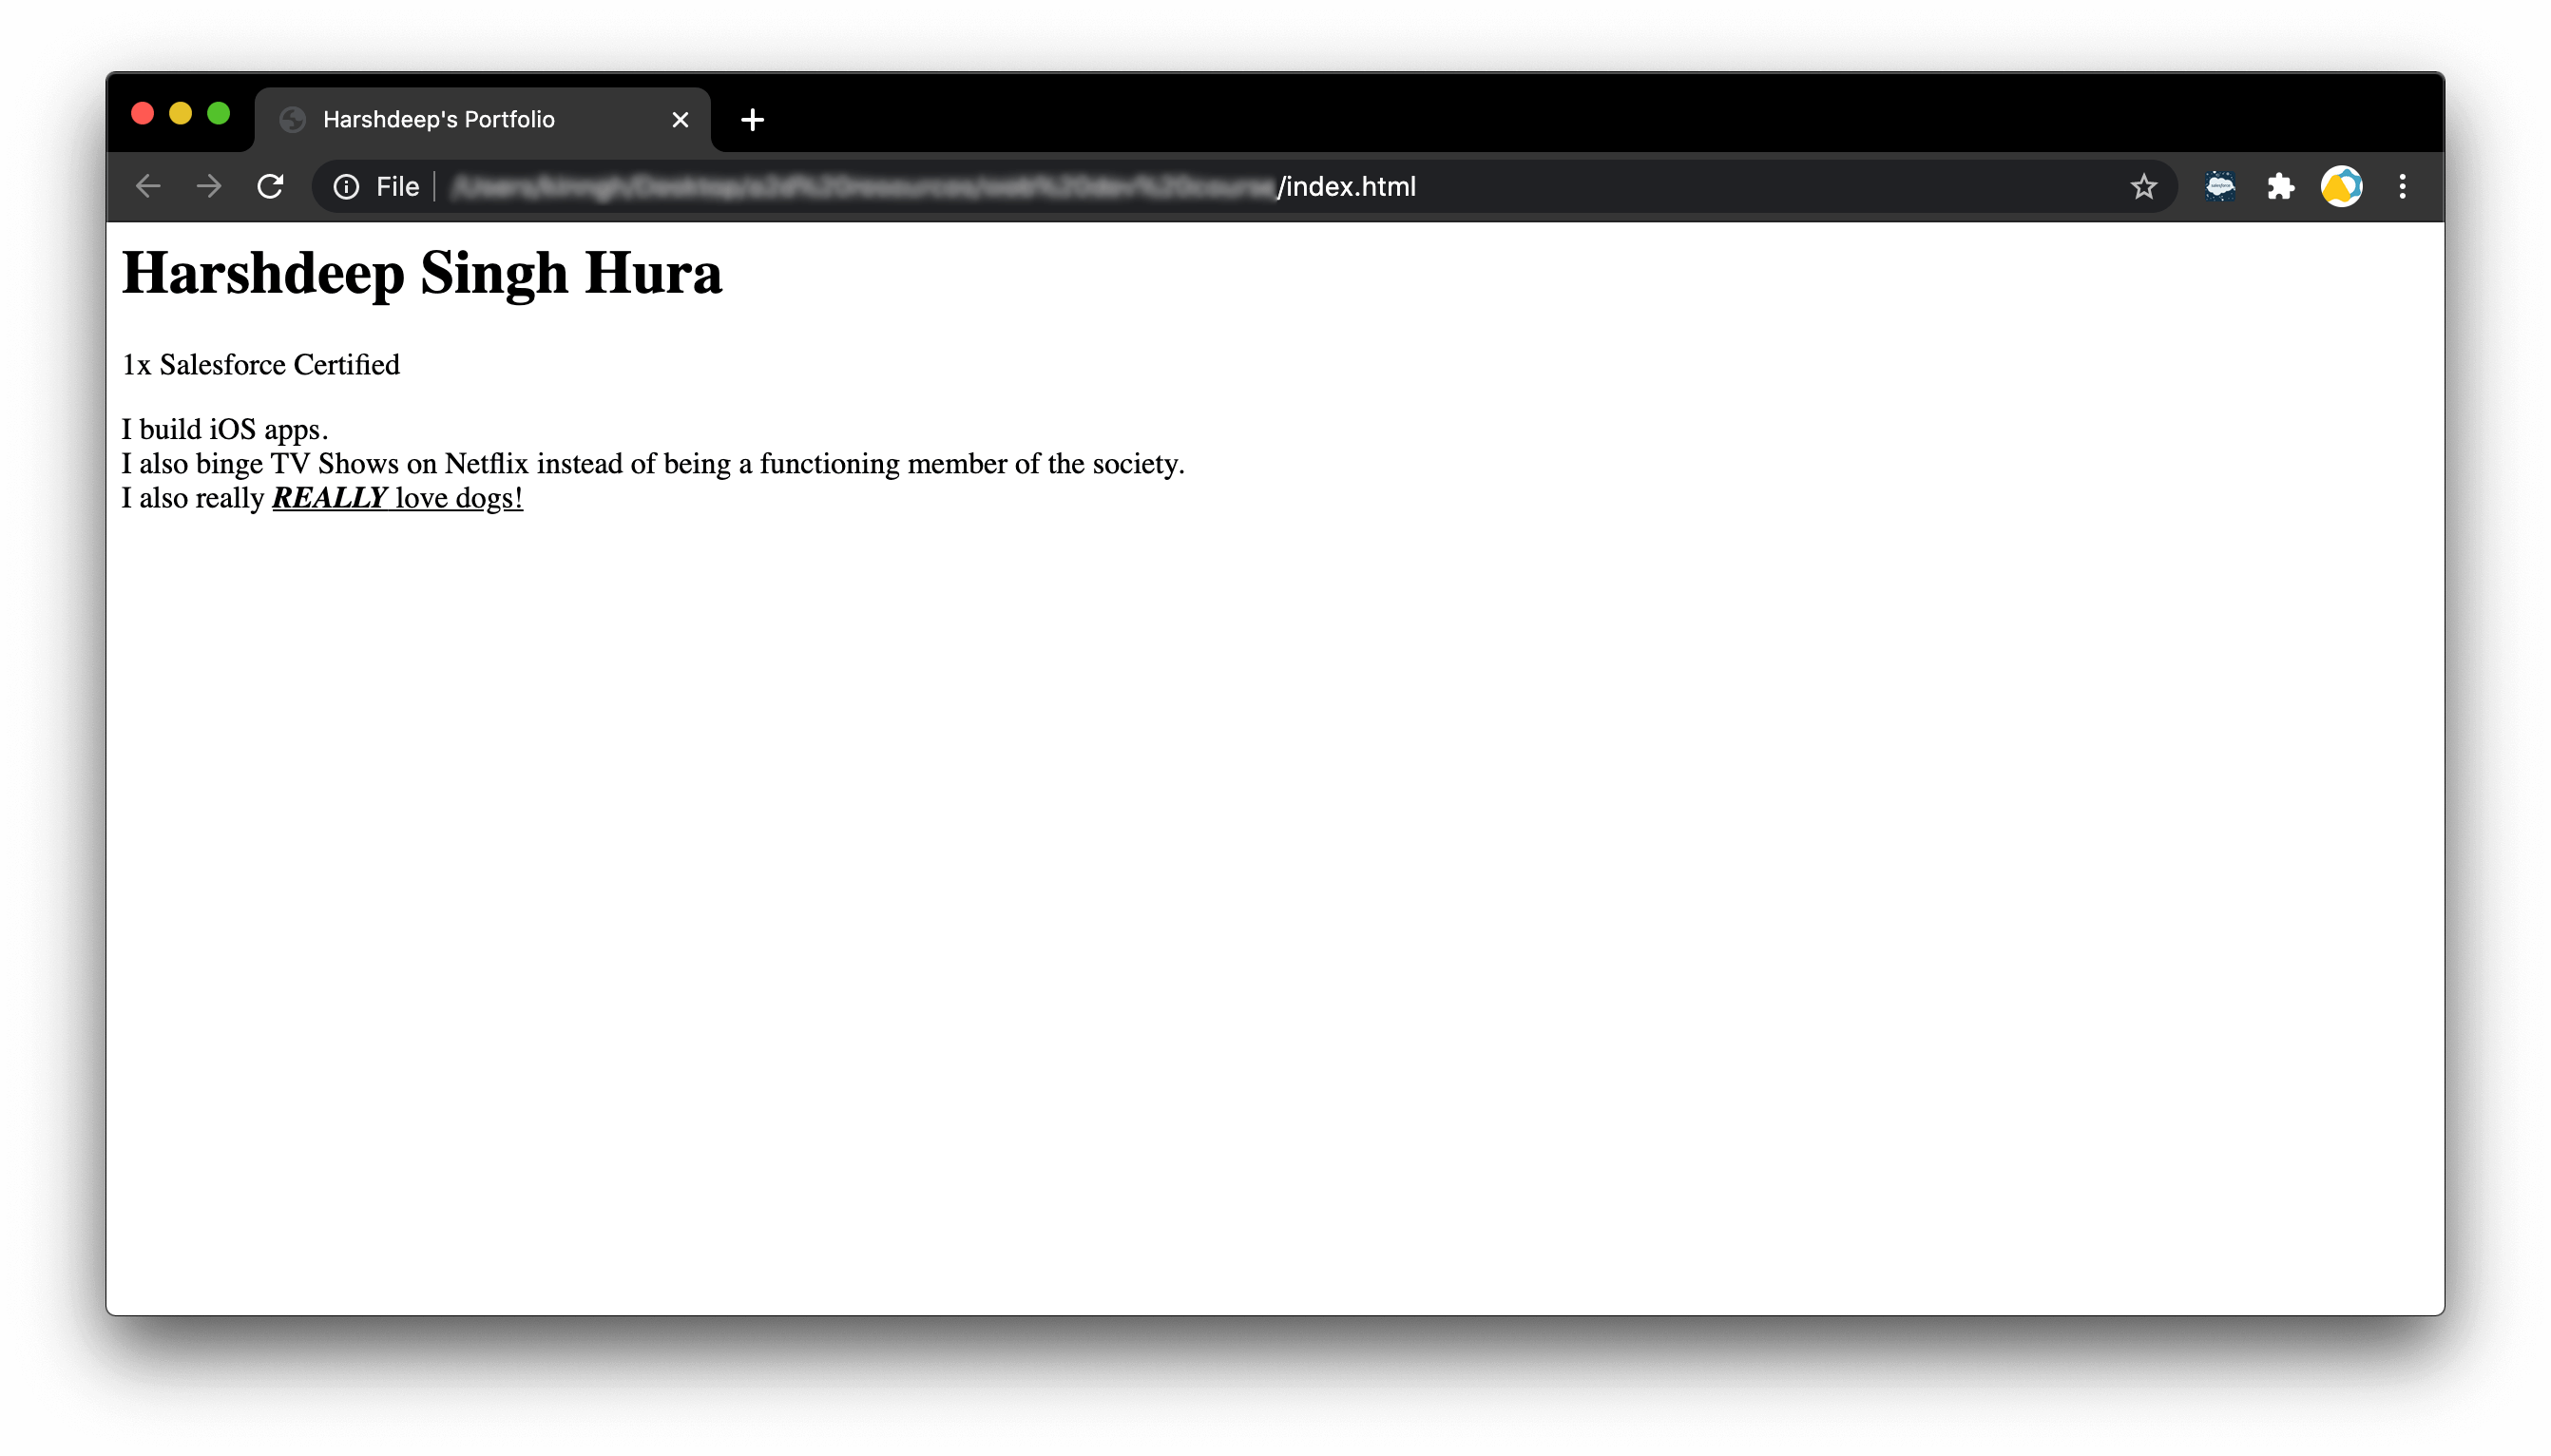 Harshdeep's Portfolio
File /index.html
Harshdeep Singh Hura
1x Salesforce Certified
I build iOS apps.
I also binge TV Shows on Netflix instead of being a functioning member of the society.
I also really REALLY love dogs!